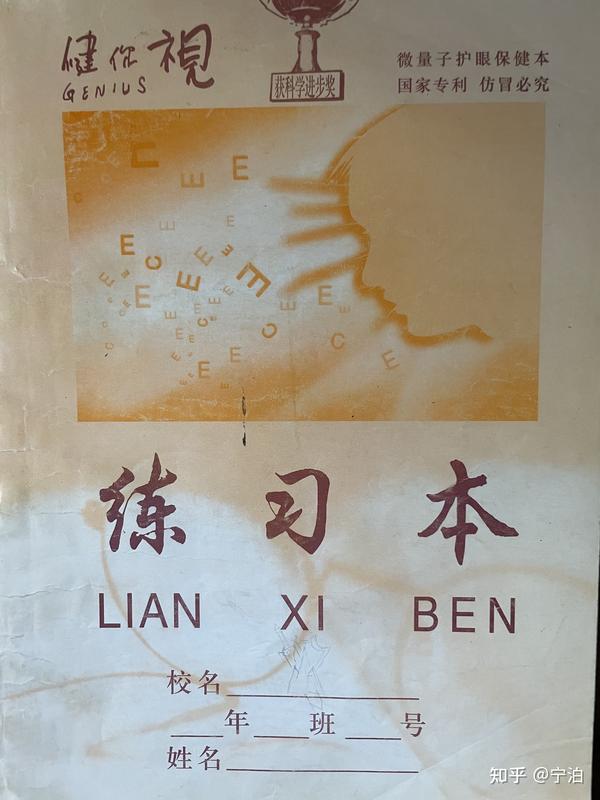 健你視
GENIUS
获科学进步奖
微量子护眼保健本
国家专利 仿冒必究
练习本
LIAN XI BEN
校名
年 班 号
姓名
知乎 @宁泊